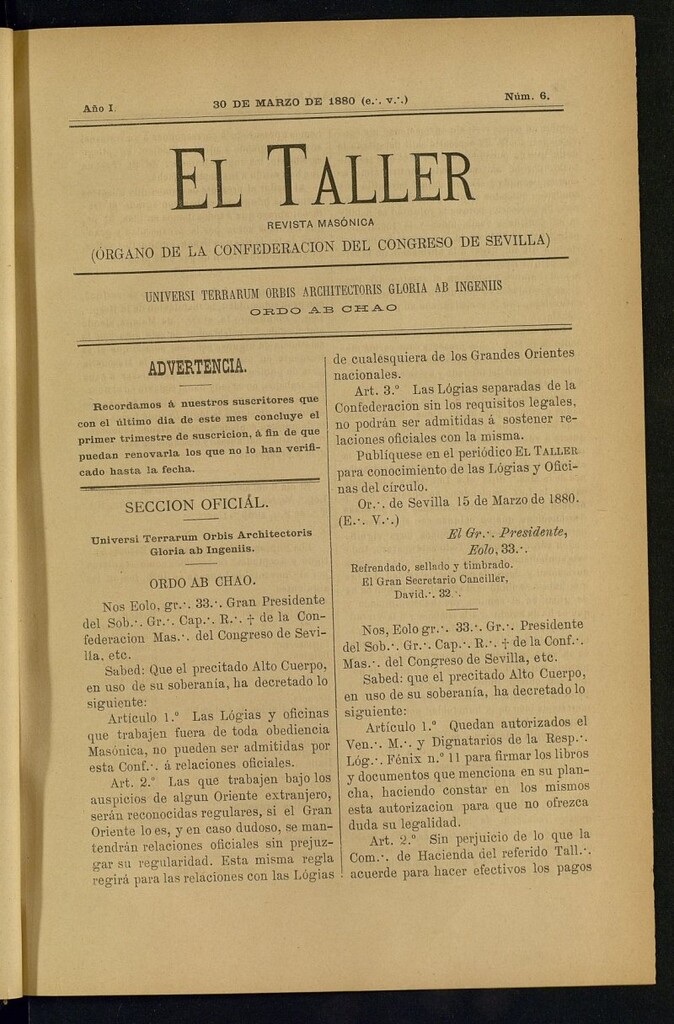 Año I.
30 DE MARZO DE 1880 (e.·. v.·.)
Núm. 6.
EL TALLER
REVISTA MASÓNICA
(ÓRGANO DE LA CONFEDERACION DEL CONGRESO DE SEVILLA)
UNIVERSI TERRARUM ORBIS ARCHITECTORIS GLORIA AB INGENIIS
ORDO AB CHAO
ADVERTENCIA.
Recordamos á nuestros suscritores que
con el último dia de este mes concluye el
primer trimestre de suscricion, á fin de que
puedan renovarla los que no lo han verifi-
cado hasta la fecha.
SECCION OFICIÁL.
Universi Terrarum Orbis Architectoris
Gloria ab Ingeniis.
ORDO AB CHAO.
Nos Eolo, gr.·. 33.·. Gran Presidente
del Sob.·. Gr.·. Cap.·. R.·. † de la Con-
federacion Mas.·. del Congreso de Sevi-
lla, etc.
Sabed: Que el precitado Alto Cuerpo,
en uso de su soberanía, ha decretado lo
siguiente:
Artículo 1.º Las Lógias y oficinas
que trabajen fuera de toda obediencia
Masónica, no pueden ser admitidas por
esta Conf.·. á relaciones oficiales.
Art. 2.º Las que trabajen bajo los
auspicios de algun Oriente extranjero,
serán reconocidas regulares, si el Gran
Oriente lo es, y en caso dudoso, se man-
tendrán relaciones oficiales sin prejuz-
gar su regularidad. Esta misma regla
regirá para las relaciones con las Lógias
de cualesquiera de los Grandes Orientes
nacionales.
Art. 3.º Las Lógias separadas de la
Confederacion sin los requisitos legales,
no podrán ser admitidas á sostener re-
laciones oficiales con la misma.
Publíquese en el periódico EL TALLER
para conocimiento de las Lógias y Ofici-
nas del círculo.
Or.·. de Sevilla 15 de Marzo de 1880.
(E.·. V.·.)
El Gr.·. Presidente,
Eolo, 33.·.
Refrendado, sellado y timbrado.
El Gran Secretario Canciller,
David.·. 32.·.
Nos, Eolo gr.·. 33.·. Gr.·. Presidente
del Sob.·. Gr.·. Cap.·. R.·. † de la Conf.·.
Mas.·. del Congreso de Sevilla, etc.
Sabed: que el precitado Alto Cuerpo,
en uso de su soberanía, ha decretado lo
siguiente:
Artículo 1.º Quedan autorizados el
Ven.·. M.·. y Dignatarios de la Resp.·.
Lóg.·. Fénix n.º 11 para firmar los libros
y documentos que menciona en su plan-
cha, haciendo constar en los mismos
esta autorizacion para que no ofrezca
duda su legalidad.
Art. 2.º Sin perjuicio de lo que la
Com.·. de Hacienda del referido Tall.·.
acuerde para hacer efectivos los pagos